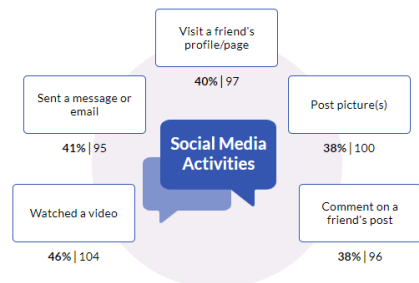 Visit a friend's
profile/page
40% | 97
Sent a message or
email
41% | 95
Post picture(s)
38% | 100
Social Media
Activities
Watched a video
46% | 104
Comment on a
friend's post
38% | 96